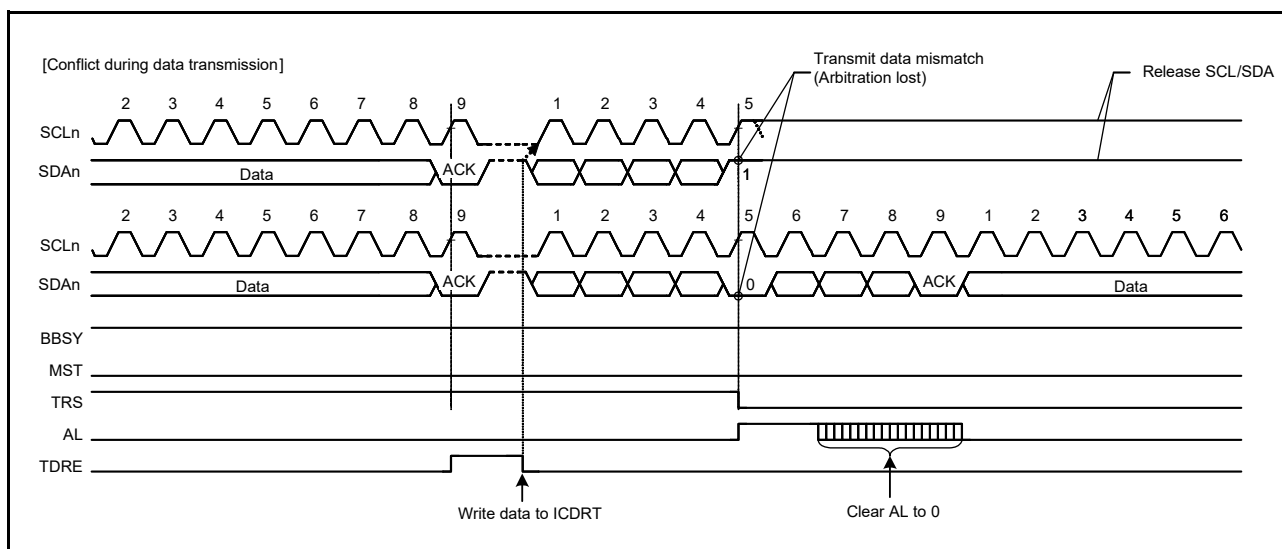 [Conflict during data transmission]
Transmit data mismatch
(Arbitration lost)
Release SCL/SDA
2 3 4 5 6 7 8 9 1 2 3 4 5
SCLn
SDAn
Data ACK 1
2 3 4 5 6 7 8 9 1 2 3 4 5 6 7 8 9 1 2 3 4 5 6
SCLn
SDAn
Data ACK 0 ACK Data
BBSY
MST
TRS
AL
TDRE
Write data to ICDRT
Clear AL to 0